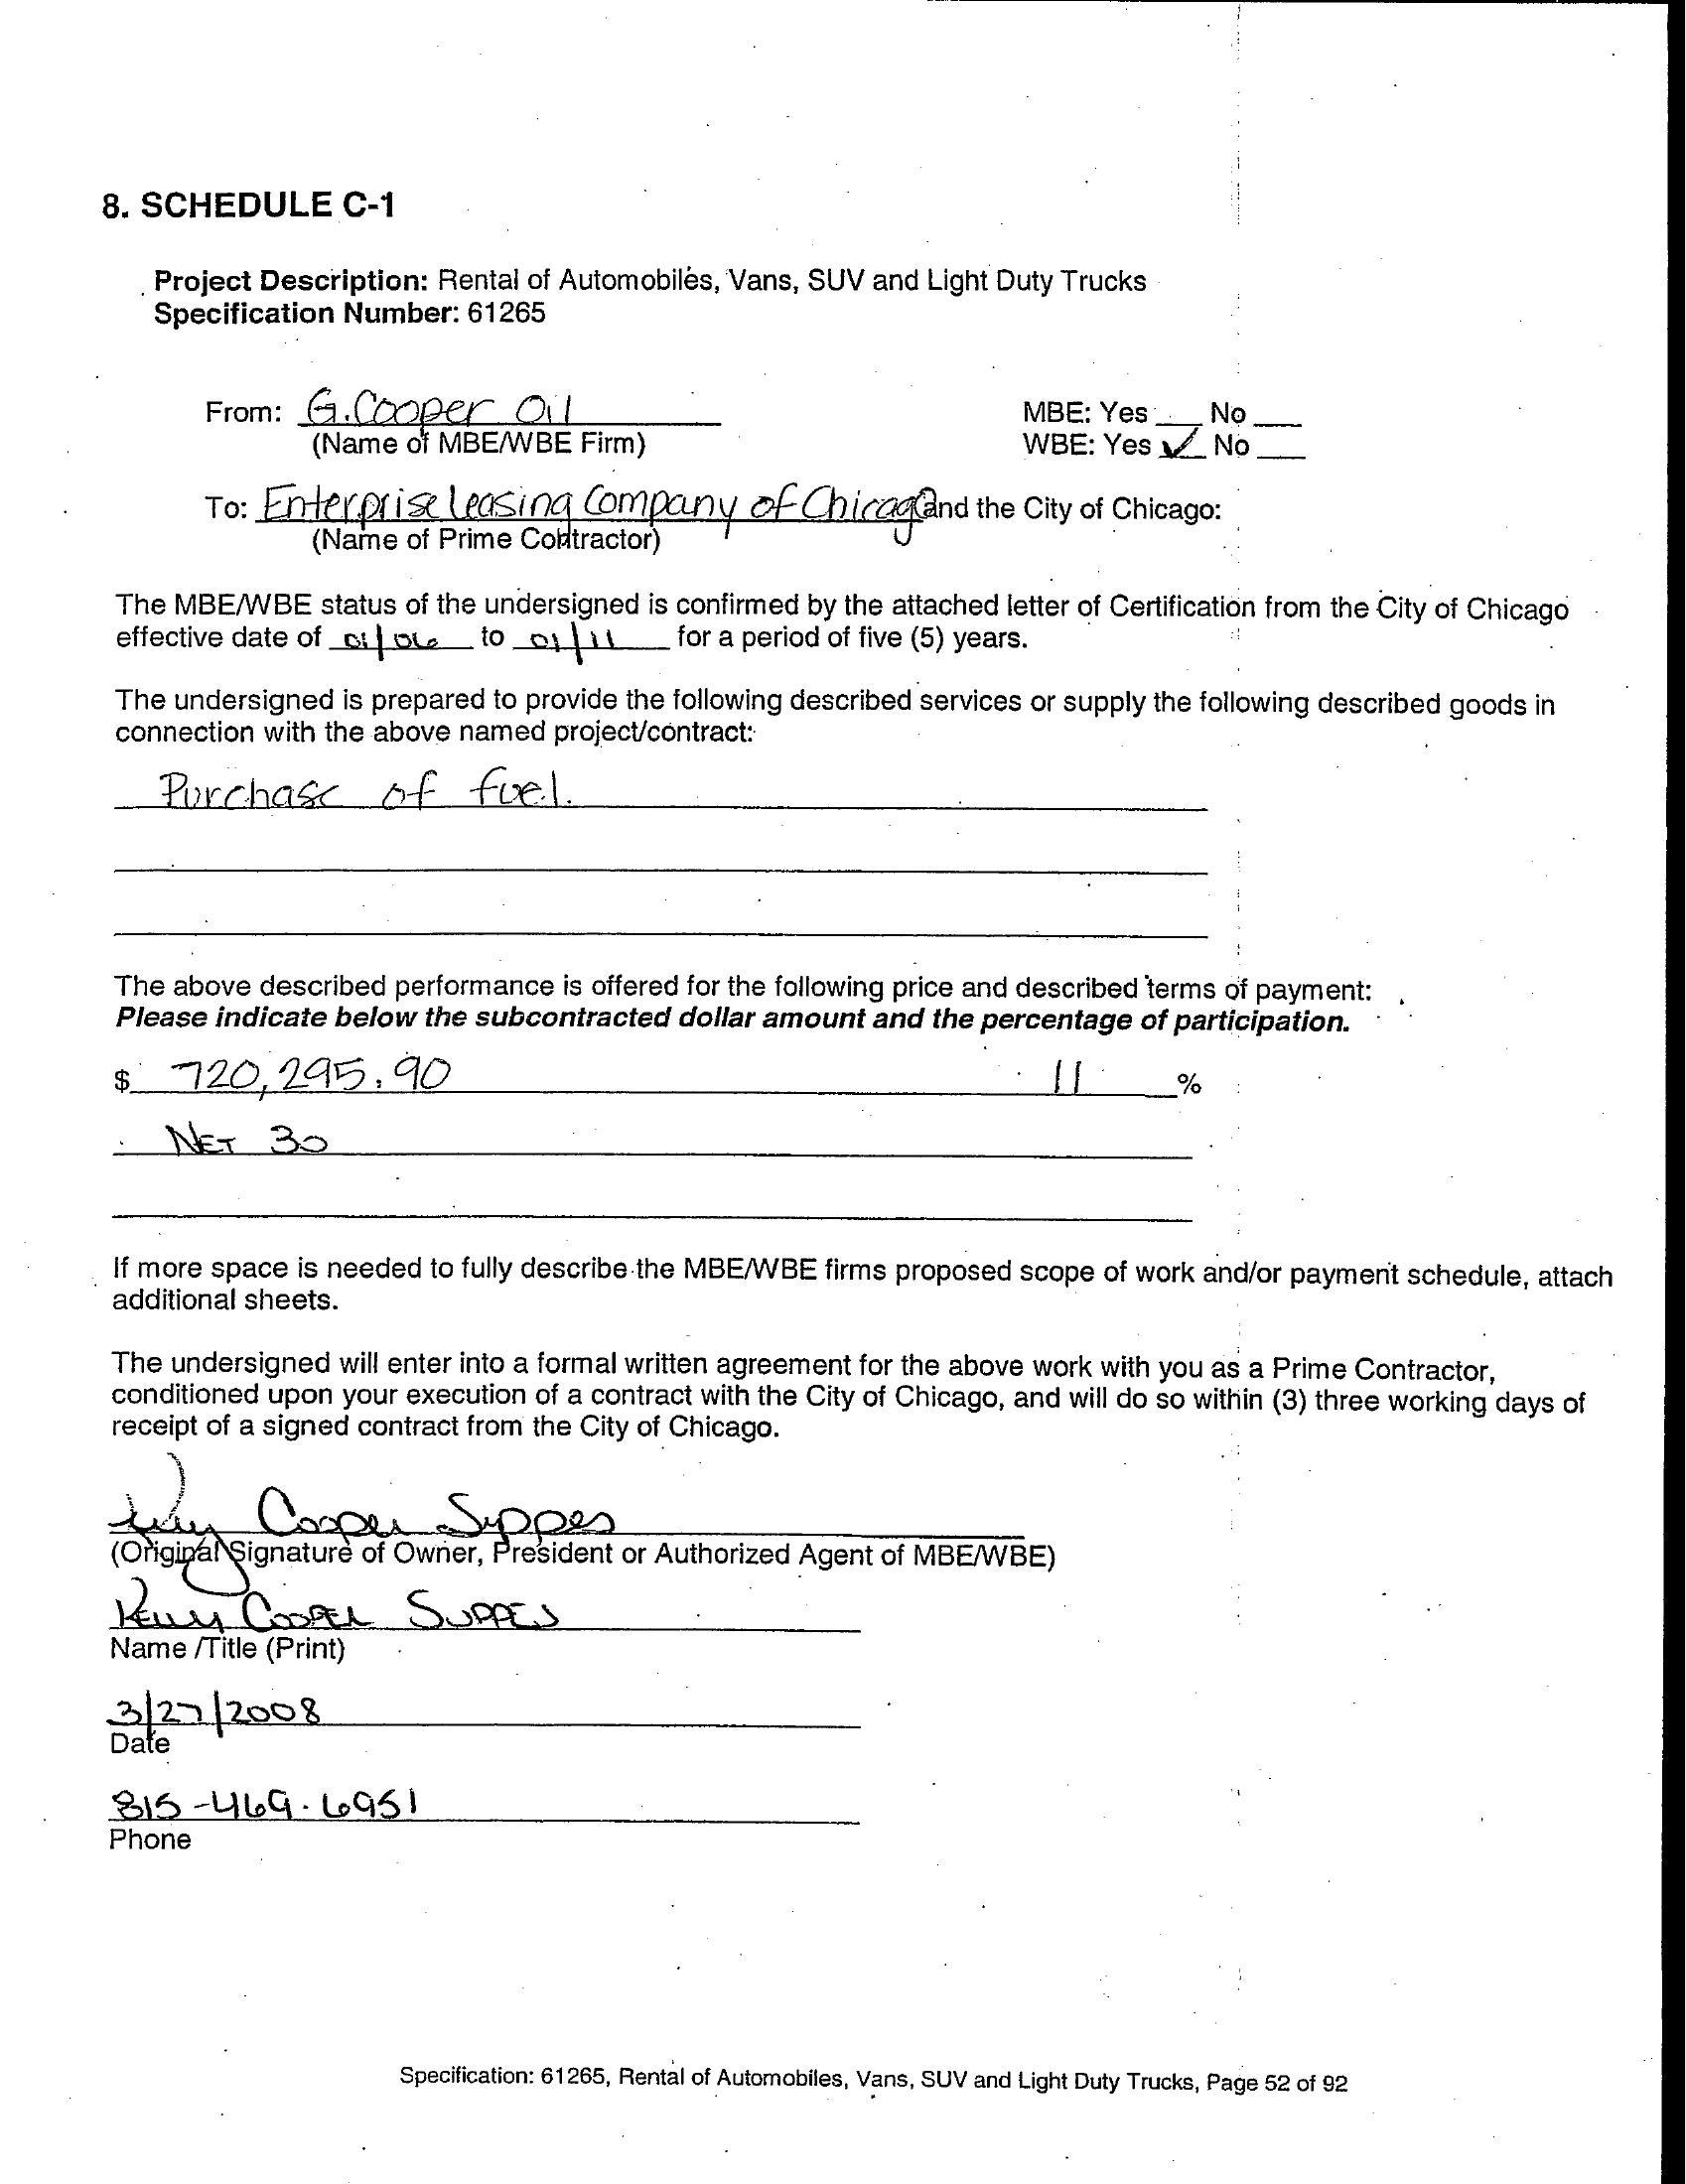 8. SCHEDULE C-1
Project Description: Rental of Automobiles, Vans, SUV and Light Duty Trucks
Specification Number: 61265
From: G. Cooper Oil MBE: Yes ___ No ___
(Name of MBE/WBE Firm) WBE: Yes ✓ No ___
To: Enterprise Leasing Company of Chicago and the City of Chicago:
(Name of Prime Contractor)
The MBE/WBE status of the undersigned is confirmed by the attached letter of Certification from the City of Chicago
effective date of 01/06 to 01/11 for a period of five (5) years.
The undersigned is prepared to provide the following described services or supply the following described goods in
connection with the above named project/contract:
Purchase of fuel.
The above described performance is offered for the following price and described terms of payment:
Please indicate below the subcontracted dollar amount and the percentage of participation.
$ 720,295.90 11 %
NET 30
If more space is needed to fully describe the MBE/WBE firms proposed scope of work and/or payment schedule, attach
additional sheets.
The undersigned will enter into a formal written agreement for the above work with you as a Prime Contractor,
conditioned upon your execution of a contract with the City of Chicago, and will do so within (3) three working days of
receipt of a signed contract from the City of Chicago.
Kelly Cooper Suppes
(Original Signature of Owner, President or Authorized Agent of MBE/WBE)
Kelly Cooper Suppes
Name /Title (Print)
3/27/2008
Date
815-469-6951
Phone
Specification: 61265, Rental of Automobiles, Vans, SUV and Light Duty Trucks, Page 52 of 92